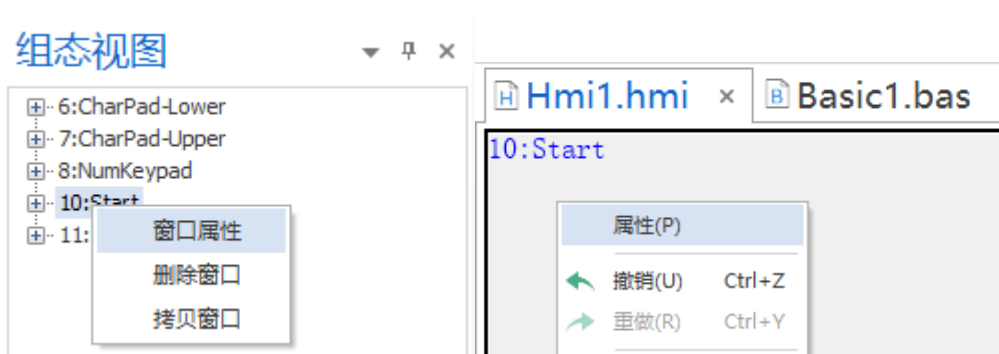 组态视图
6:CharPad-Lower
7:CharPad-Upper
8:NumKeypad
10:Start
11:
窗口属性
删除窗口
拷贝窗口
Hmi1.hmi
Basic1.bas
10:Start
属性(P)
撤销(U) Ctrl+Z
重做(R) Ctrl+Y